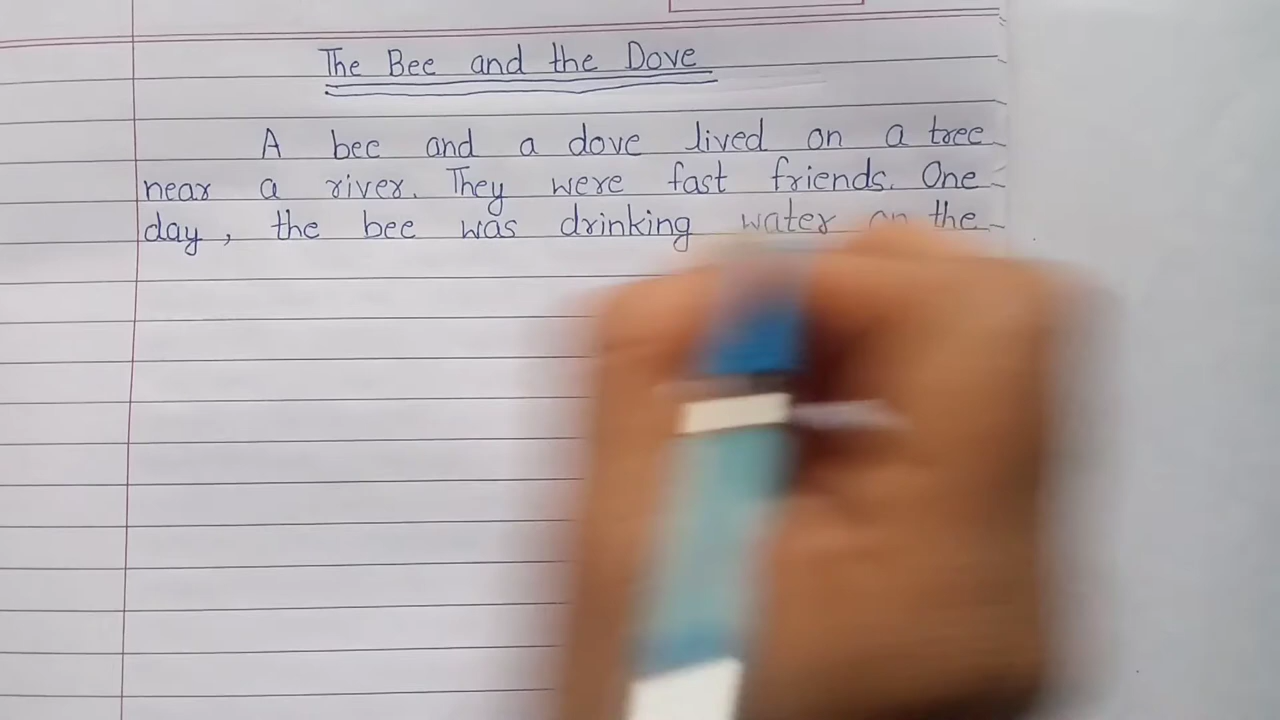 The Bee and the Dove
A bee and a dove lived on a tree
near a river. They were fast friends. One
day, the bee was drinking water on the